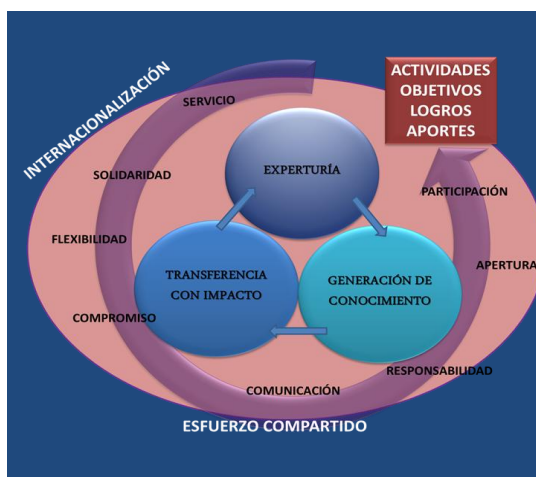 INTERNACIONALIZACIÓN
ACTIVIDADES
OBJETIVOS
LOGROS
APORTES
SERVICIO
SOLIDARIDAD
FLEXIBILIDAD
COMPROMISO
COMUNICACIÓN
RESPONSABILIDAD
APERTURA
PARTICIPACIÓN
EXPERTURÍA
TRANSFERENCIA
CON IMPACTO
GENERACIÓN DE
CONOCIMIENTO
ESFUERZO COMPARTIDO